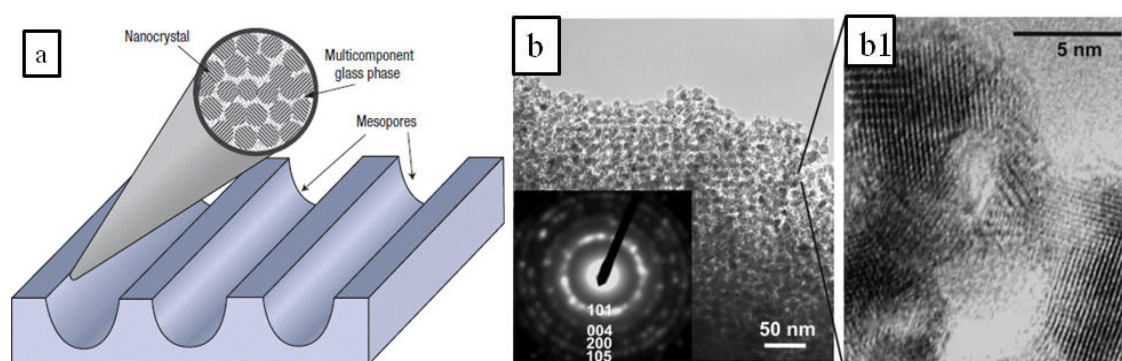 a
Nanocrystal
Multicomponent
glass phase
Mesopores
b
101
004
200
105
50 nm
b1
5 nm